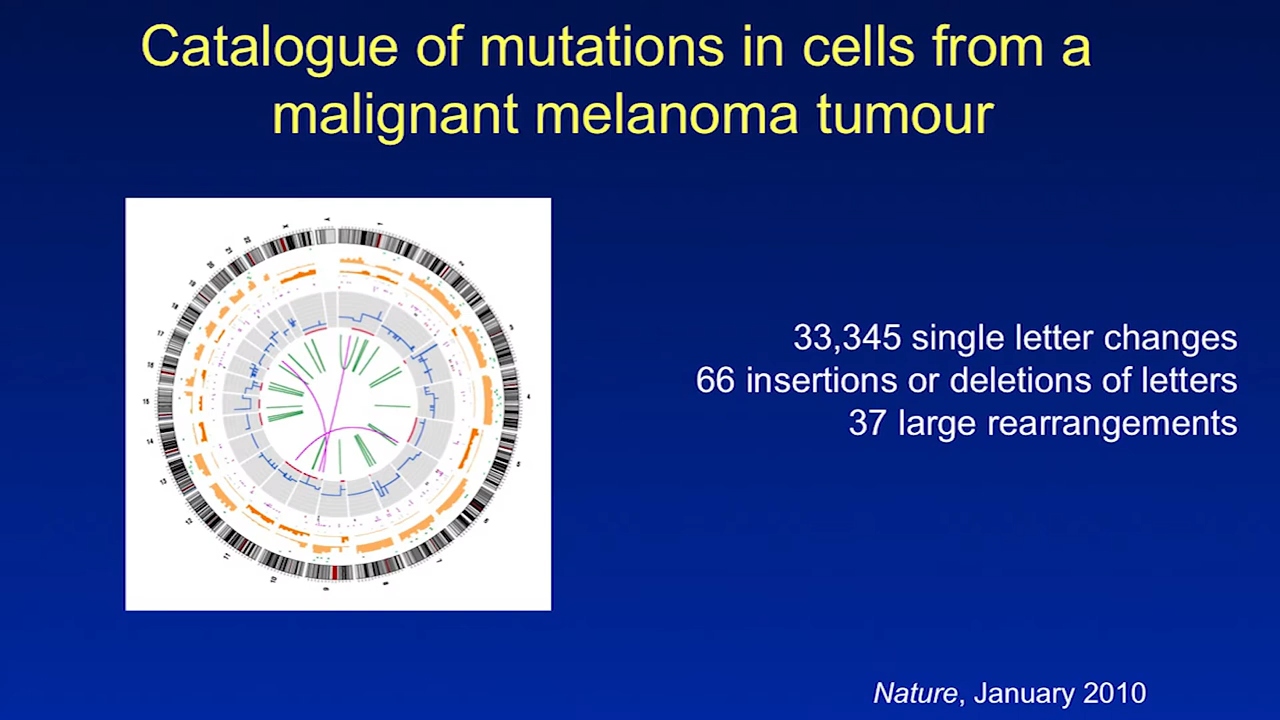 Catalogue of mutations in cells from a
malignant melanoma tumour
33,345 single letter changes
66 insertions or deletions of letters
37 large rearrangements
Nature, January 2010